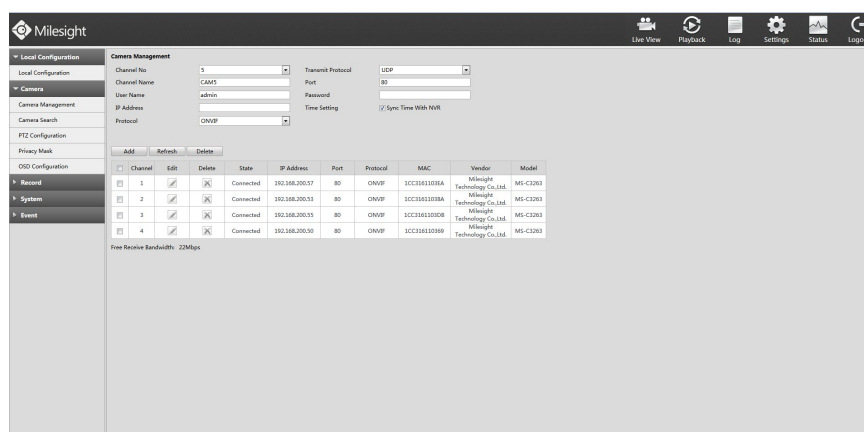 Milesight
Live View Playback Log Settings Status Logo
Local Configuration
Local Configuration
Camera
Camera Management
Camera Search
PTZ Configuration
Privacy Mask
OSD Configuration
Record
System
Event
Camera Management
Channel No 5 Transmit Protocol UDP
Channel Name CAM5 Port 80
User Name admin Password
IP Address Time Setting Sync Time With NVR
Protocol ONVIF
Add Refresh Delete
Channel Edit Delete State IP Address Port Protocol MAC Vendor Model
1 Connected 192.168.200.57 80 ONVIF 1CC3161103EA Milesight Technology Co.,Ltd. MS-C3263
2 Connected 192.168.200.53 80 ONVIF 1CC31611038A Milesight Technology Co.,Ltd. MS-C3263
3 Connected 192.168.200.55 80 ONVIF 1CC3161103DB Milesight Technology Co.,Ltd. MS-C3263
4 Connected 192.168.200.50 80 ONVIF 1CC316110369 Milesight Technology Co.,Ltd. MS-C3263
Free Receive Bandwidth: 22Mbps